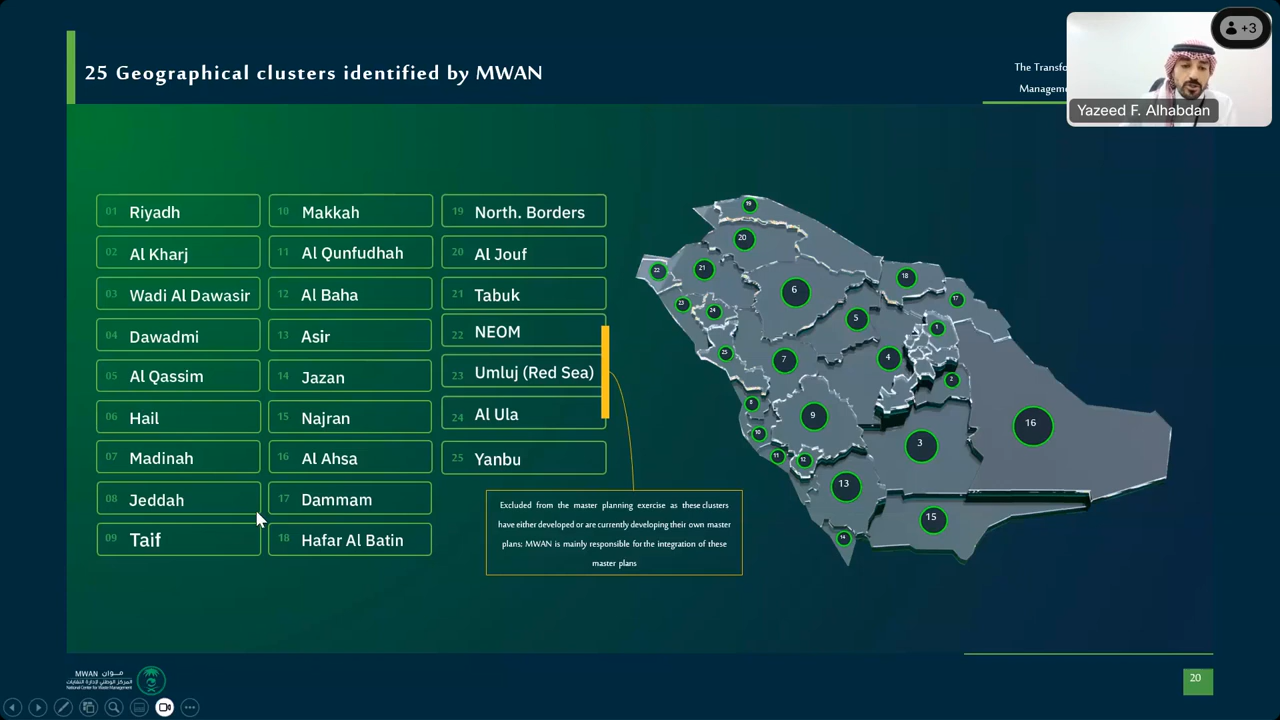 25 Geographical clusters identified by MWAN
The Transfo
Manageme
+3
Yazeed F. Alhabdan
01 Riyadh
02 Al Kharj
03 Wadi Al Dawasir
04 Dawadmi
05 Al Qassim
06 Hail
07 Madinah
08 Jeddah
09 Taif
10 Makkah
11 Al Qunfudhah
12 Al Baha
13 Asir
14 Jazan
15 Najran
16 Al Ahsa
17 Dammam
18 Hafar Al Batin
19 North. Borders
20 Al Jouf
21 Tabuk
22 NEOM
23 Umluj (Red Sea)
24 Al Ula
25 Yanbu
Excluded from the master planning exercise as these clusters
have either developed or are currently developing their own master
plans; MWAN is mainly responsible for the integration of these
master plans
19
20
22
21
6
18
17
23
24
5
1
25
7
4
2
8
9
16
10
3
11
12
13
15
14
MWAN موان
المركز الوطني لإدارة النفايات
National Center for Waste Management
20